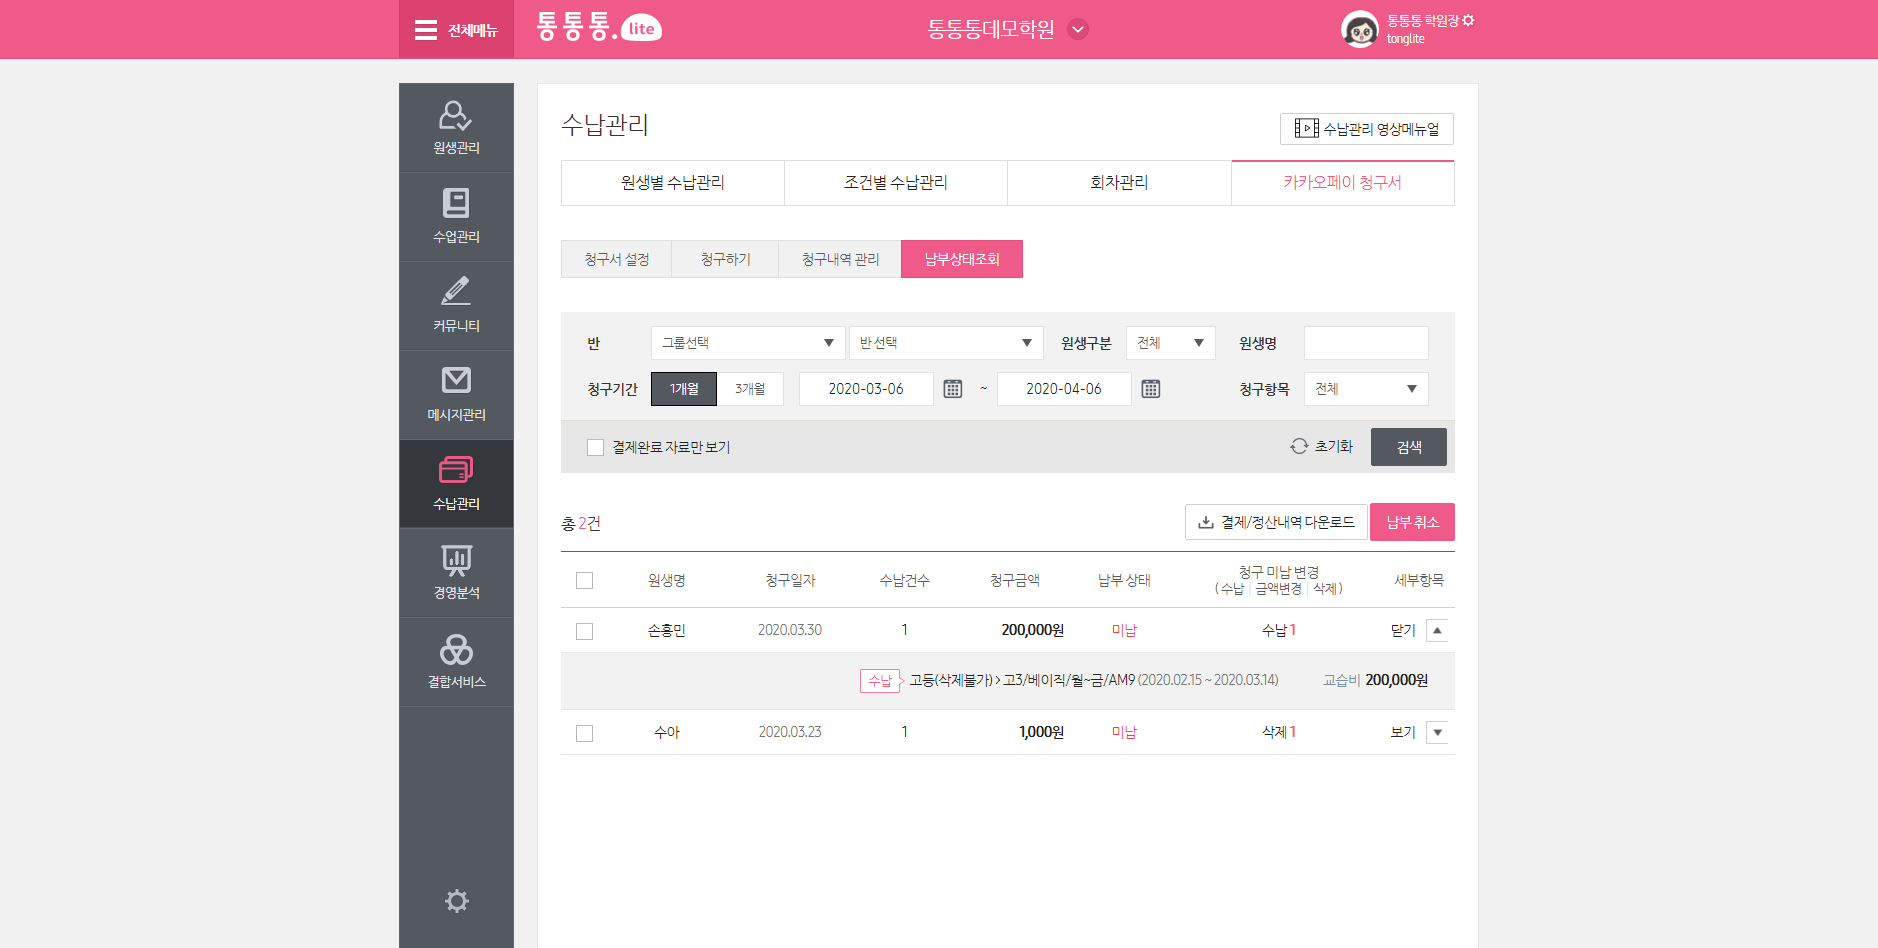 전체메뉴
통통통.lite
통통통데모학원
통통통 학원장
tonglite
원생관리
수업관리
커뮤니티
메시지관리
수납관리
경영분석
결합서비스
수납관리
수납관리 영상메뉴얼
원생별 수납관리 조건별 수납관리 회차관리 카카오페이 청구서
청구서 설정 청구하기 청구내역 관리 납부상태조회
반 그룹선택 반 선택 원생구분 전체 원생명
청구기간 1개월 3개월 2020-03-06 ~ 2020-04-06 청구항목 전체
결제완료 자료만 보기 초기화 검색
총 2건 결제/정산내역 다운로드 납부 취소
원생명 청구일자 수납건수 청구금액 납부 상태 청구 미납 변경 세부항목
( 수납 | 금액변경 | 삭제 )
손흥민 2020.03.30 1 200,000원 미납 수납 1 닫기
수납 고등(삭제불가) > 고3/베이직/월~금/AM9 (2020.02.15 ~ 2020.03.14) 교습비 200,000원
수아 2020.03.23 1 1,000원 미납 삭제 1 보기